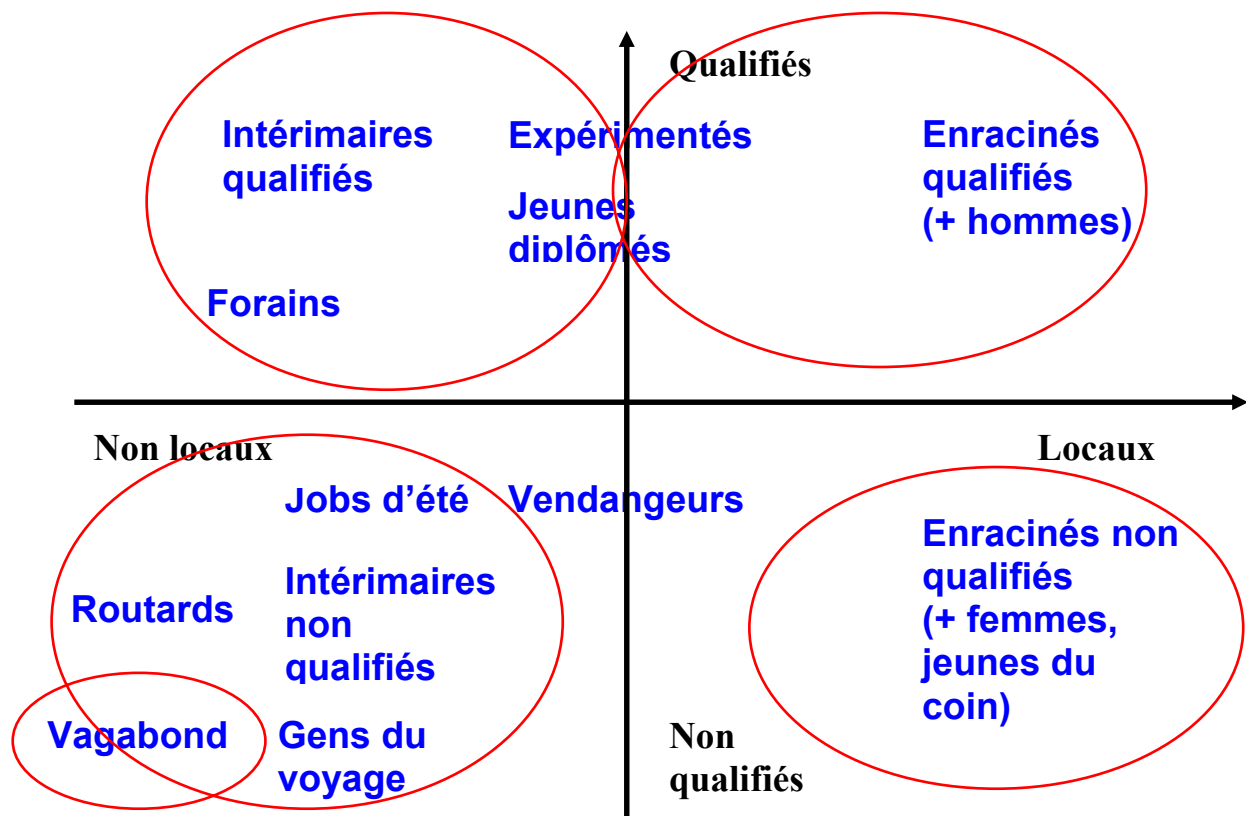 Qualifiés
Intérimaires
qualifiés
Expérimentés
Jeunes
diplômés
Forains
Enracinés
qualifiés
(+ hommes)
Non locaux
Locaux
Jobs d’été
Vendangeurs
Routards
Intérimaires
non
qualifiés
Vagabond
Gens du
voyage
Enracinés non
qualifiés
(+ femmes,
jeunes du
coin)
Non
qualifiés